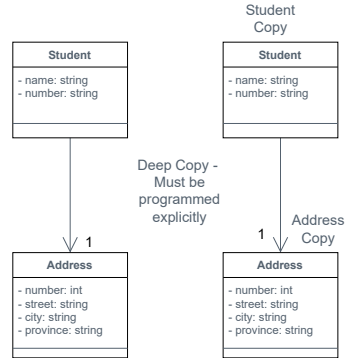 Student
Copy
Student
- name: string
- number: string
Student
- name: string
- number: string
Deep Copy -
Must be
programmed
explicitly
1
1
Address
Copy
Address
- number: int
- street: string
- city: string
- province: string
Address
- number: int
- street: string
- city: string
- province: string